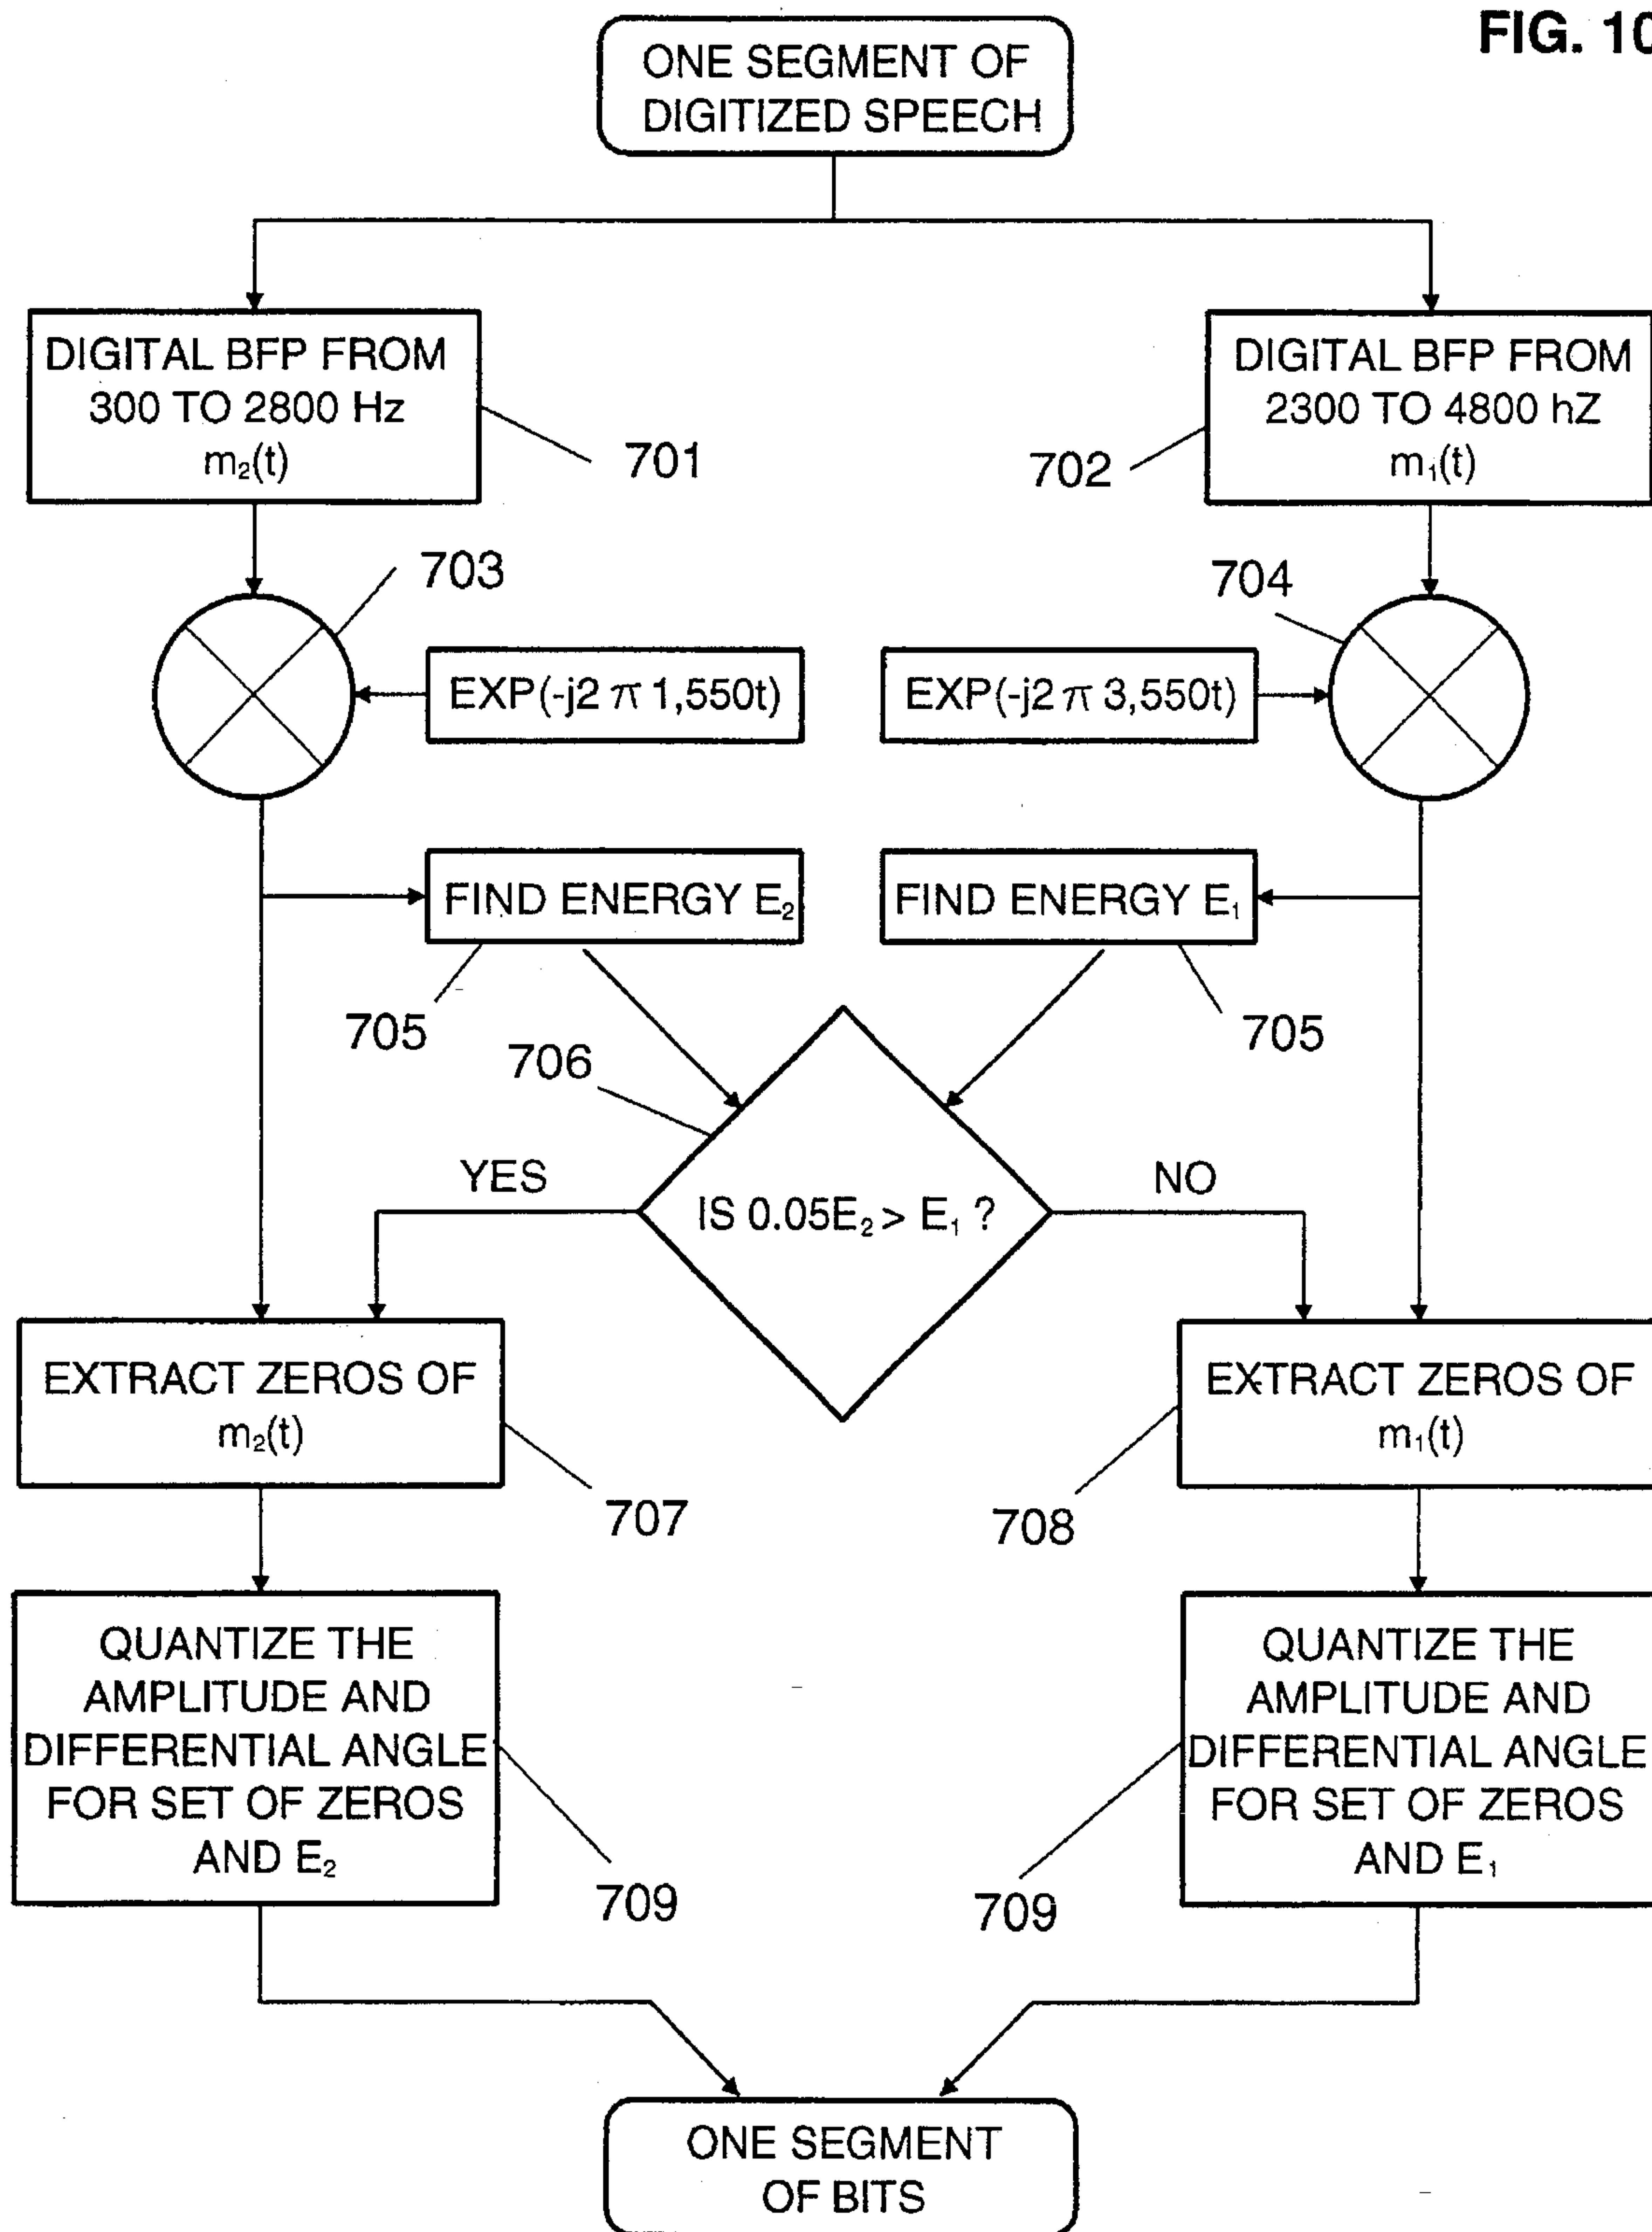 FIG. 10
ONE SEGMENT OF
DIGITIZED SPEECH
DIGITAL BFP FROM
300 TO 2800 Hz
m₂(t)
701
DIGITAL BFP FROM
2300 TO 4800 hZ
m₁(t)
702
703
704
EXP(-j2 π 1,550t)
EXP(-j2 π 3,550t)
FIND ENERGY E₂
FIND ENERGY E₁
705
705
706
YES
IS 0.05E₂ > E₁ ?
NO
EXTRACT ZEROS OF
m₂(t)
EXTRACT ZEROS OF
m₁(t)
707
708
QUANTIZE THE
AMPLITUDE AND
DIFFERENTIAL ANGLE
FOR SET OF ZEROS
AND E₂
QUANTIZE THE
AMPLITUDE AND
DIFFERENTIAL ANGLE
FOR SET OF ZEROS
AND E₁
709
709
ONE SEGMENT
OF BITS